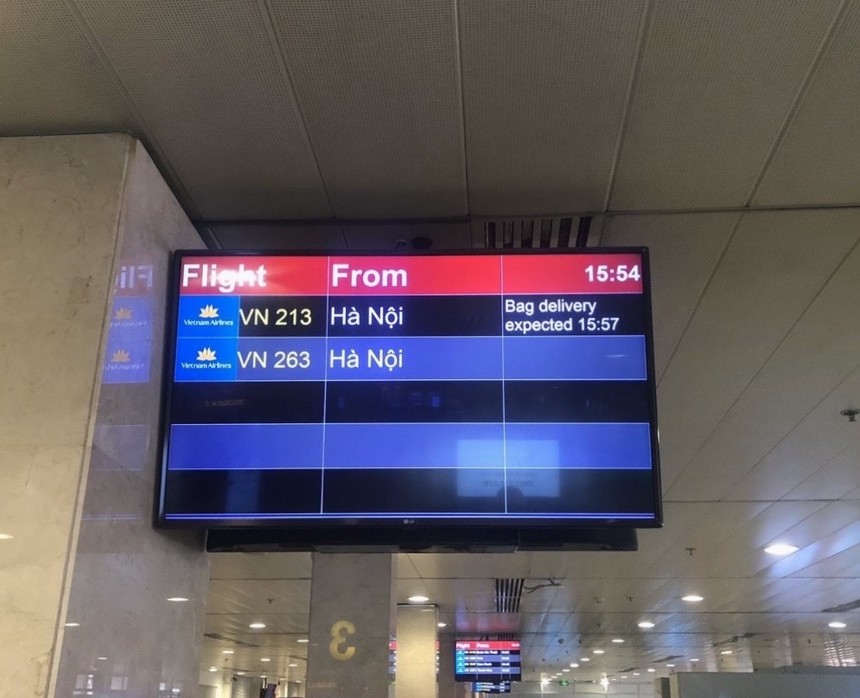 Flight From 15:54
Vietnam Airlines VN 213 Hà Nội Bag delivery
expected 15:57
Vietnam Airlines VN 263 Hà Nội
LG
3